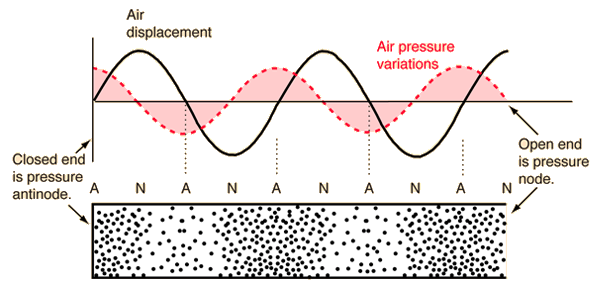 Air
displacement
Air pressure
variations
Closed end
is pressure
antinode.
Open end
is pressure
node.
A N A N A N A N A N